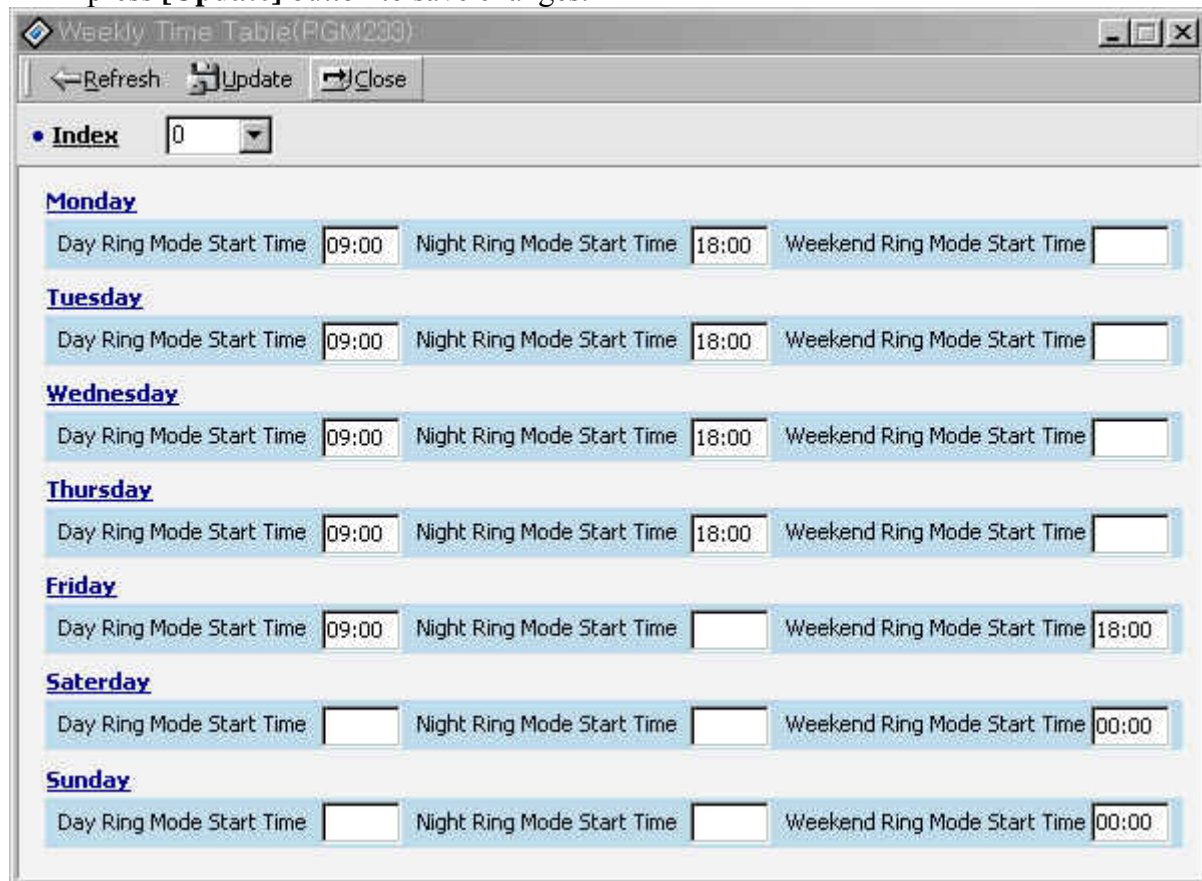 press [Update] button to save changes.
Weekly Time Table(PGM233)
Refresh Update Close
• Index 0
Monday
Day Ring Mode Start Time 09:00 Night Ring Mode Start Time 18:00 Weekend Ring Mode Start Time
Tuesday
Day Ring Mode Start Time 09:00 Night Ring Mode Start Time 18:00 Weekend Ring Mode Start Time
Wednesday
Day Ring Mode Start Time 09:00 Night Ring Mode Start Time 18:00 Weekend Ring Mode Start Time
Thursday
Day Ring Mode Start Time 09:00 Night Ring Mode Start Time 18:00 Weekend Ring Mode Start Time
Friday
Day Ring Mode Start Time 09:00 Night Ring Mode Start Time Weekend Ring Mode Start Time 18:00
Saterday
Day Ring Mode Start Time Night Ring Mode Start Time Weekend Ring Mode Start Time 00:00
Sunday
Day Ring Mode Start Time Night Ring Mode Start Time Weekend Ring Mode Start Time 00:00